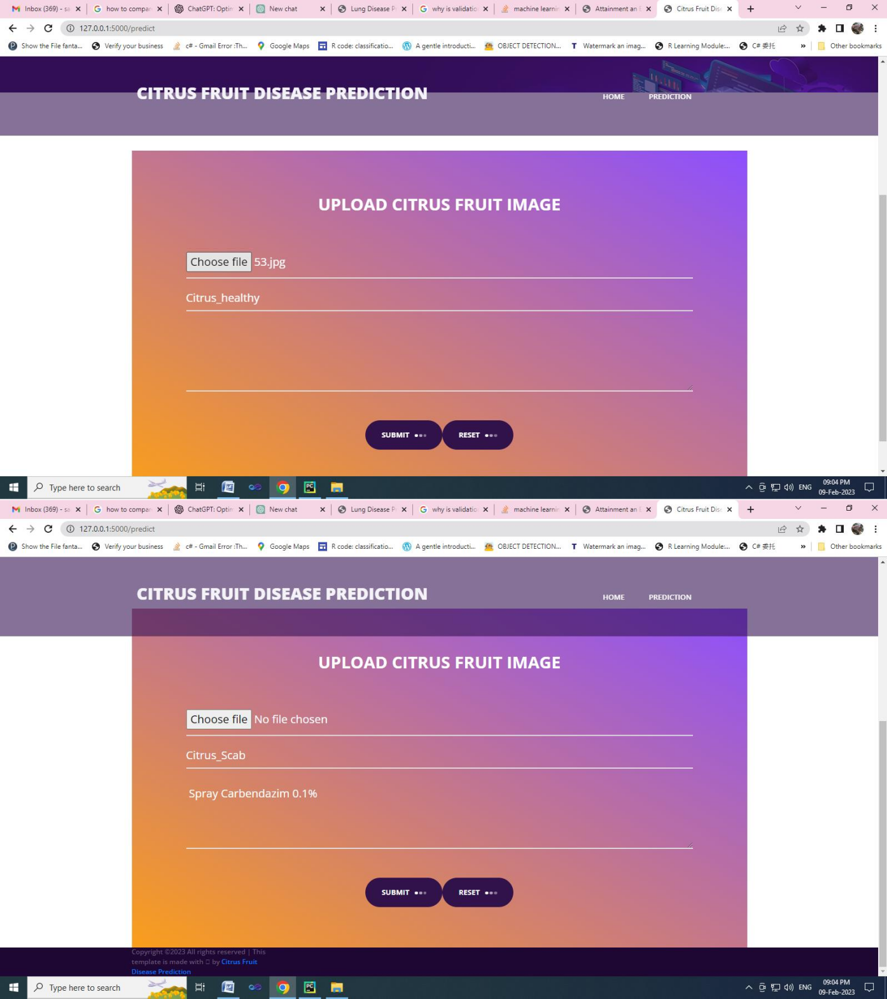 Inbox (369) - sa
how to compar
ChatGPT: Optim
New chat
Lung Disease P
why is validatio
machine learnin
Attainment an E
Citrus Fruit Dis
127.0.0.1:5000/predict
Show the File fanta...
Verify your business
c# - Gmail Error :Th...
Google Maps
R code: classificatio...
A gentle introducti...
OBJECT DETECTION...
Watermark an imag...
R Learning Module:...
C# 委托
»
Other bookmarks
CITRUS FRUIT DISEASE PREDICTION
HOME
PREDICTION
UPLOAD CITRUS FRUIT IMAGE
Choose file 53.jpg
Citrus_healthy
SUBMIT
RESET
Type here to search
ENG
09:04 PM
09-Feb-2023
Inbox (369) - sa
how to compar
ChatGPT: Optim
New chat
Lung Disease P
why is validatio
machine learnin
Attainment an E
Citrus Fruit Dis
127.0.0.1:5000/predict
Show the File fanta...
Verify your business
c# - Gmail Error :Th...
Google Maps
R code: classificatio...
A gentle introducti...
OBJECT DETECTION...
Watermark an imag...
R Learning Module:...
C# 委托
»
Other bookmarks
CITRUS FRUIT DISEASE PREDICTION
HOME
PREDICTION
UPLOAD CITRUS FRUIT IMAGE
Choose file No file chosen
Citrus_Scab
Spray Carbendazim 0.1%
SUBMIT
RESET
Copyright ©2023 All rights reserved | This
template is made with by Citrus Fruit
Disease Prediction
Type here to search
ENG
09:04 PM
09-Feb-2023